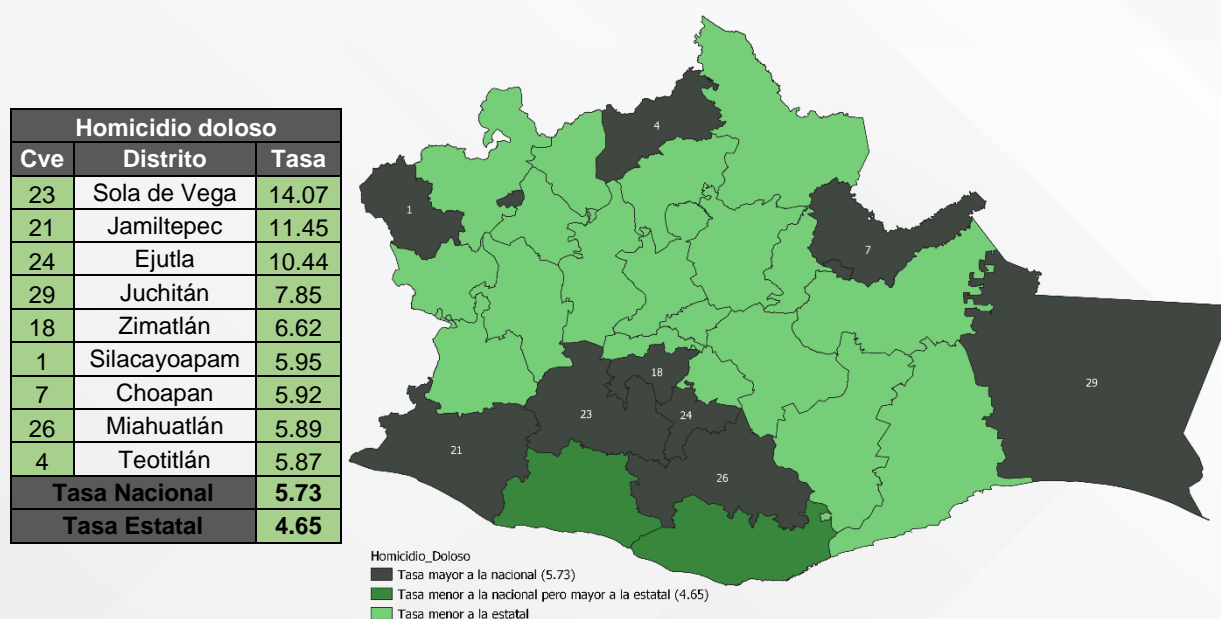 Homicidio doloso
Cve Distrito Tasa
23 Sola de Vega 14.07
21 Jamiltepec 11.45
24 Ejutla 10.44
29 Juchitán 7.85
18 Zimatlán 6.62
1 Silacayoapam 5.95
7 Choapan 5.92
26 Miahuatlán 5.89
4 Teotitlán 5.87
Tasa Nacional 5.73
Tasa Estatal 4.65
4
1
7
18
29
23
24
21
26
Homicidio_Doloso
Tasa mayor a la nacional (5.73)
Tasa menor a la nacional pero mayor a la estatal (4.65)
Tasa menor a la estatal